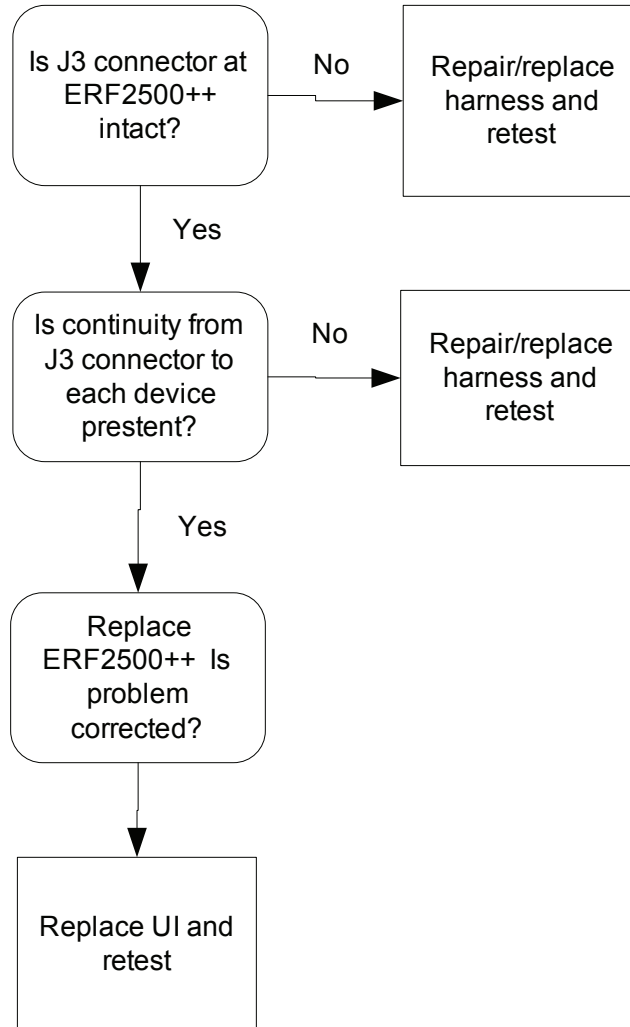 Is J3 connector at
ERF2500++
intact?
No
Repair/replace
harness and
retest
Yes
Is continuity from
J3 connector to
each device
prestent?
No
Repair/replace
harness and
retest
Yes
Replace
ERF2500++ Is
problem
corrected?
Replace UI and
retest